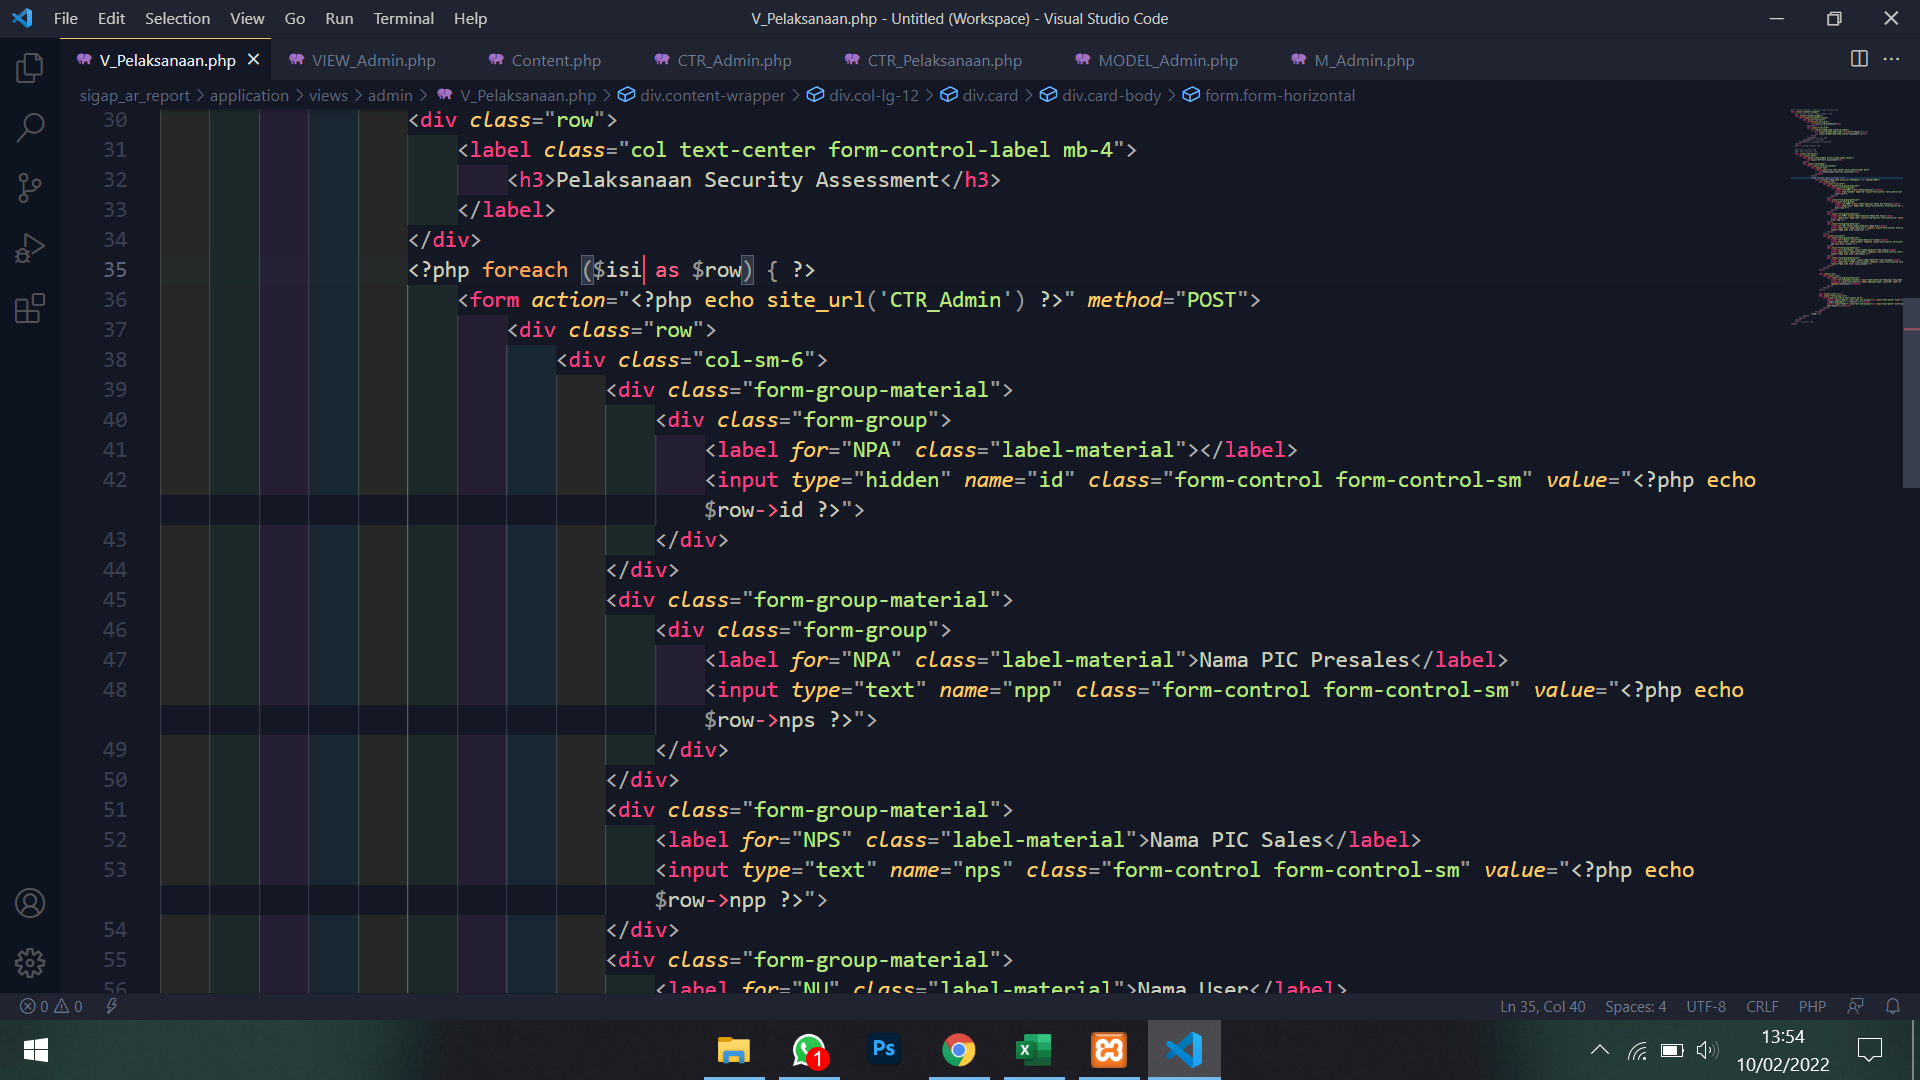 File Edit Selection View Go Run Terminal Help
V_Pelaksanaan.php - Untitled (Workspace) - Visual Studio Code
V_Pelaksanaan.php VIEW_Admin.php Content.php CTR_Admin.php CTR_Pelaksanaan.php MODEL_Admin.php M_Admin.php
sigap_ar_report > application > views > admin > V_Pelaksanaan.php > div.content-wrapper > div.col-lg-12 > div.card > div.card-body > form.form-horizontal
30 <div class="row">
31 <label class="col text-center form-control-label mb-4">
32 <h3>Pelaksanaan Security Assessment</h3>
33 </label>
34 </div>
35 <?php foreach ($isi as $row) { ?>
36 <form action="<?php echo site_url('CTR_Admin') ?>" method="POST">
37 <div class="row">
38 <div class="col-sm-6">
39 <div class="form-group-material">
40 <div class="form-group">
41 <label for="NPA" class="label-material"></label>
42 <input type="hidden" name="id" class="form-control form-control-sm" value="<?php echo
$row->id ?>">
43 </div>
44 </div>
45 <div class="form-group-material">
46 <div class="form-group">
47 <label for="NPA" class="label-material">Nama PIC Presales</label>
48 <input type="text" name="npp" class="form-control form-control-sm" value="<?php echo
$row->nps ?>">
49 </div>
50 </div>
51 <div class="form-group-material">
52 <label for="NPS" class="label-material">Nama PIC Sales</label>
53 <input type="text" name="nps" class="form-control form-control-sm" value="<?php echo
$row->npp ?>">
54 </div>
55 <div class="form-group-material">
56 <label for="NU" class="label-material">Nama User</label>
0 0 Ln 35, Col 40 Spaces: 4 UTF-8 CRLF PHP
1 Ps
13:54
10/02/2022